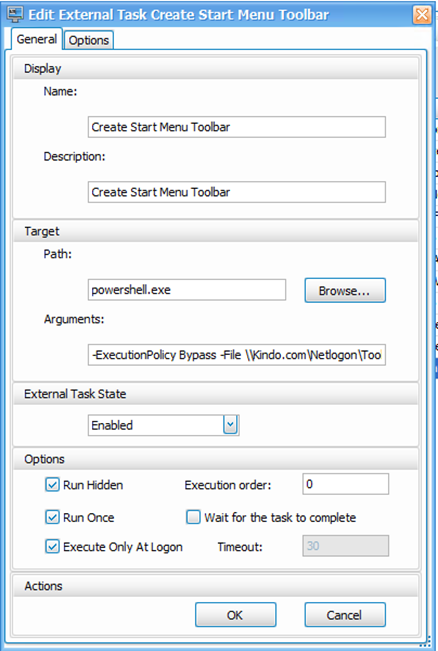 Edit External Task Create Start Menu Toolbar
General Options
Display
Name:
Create Start Menu Toolbar
Description:
Create Start Menu Toolbar
Target
Path:
powershell.exe Browse...
Arguments:
-ExecutionPolicy Bypass -File \\Kindo.com\Netlogon\Too
External Task State
Enabled
Options
Run Hidden Execution order: 0
Run Once Wait for the task to complete
Execute Only At Logon Timeout: 30
Actions
OK Cancel